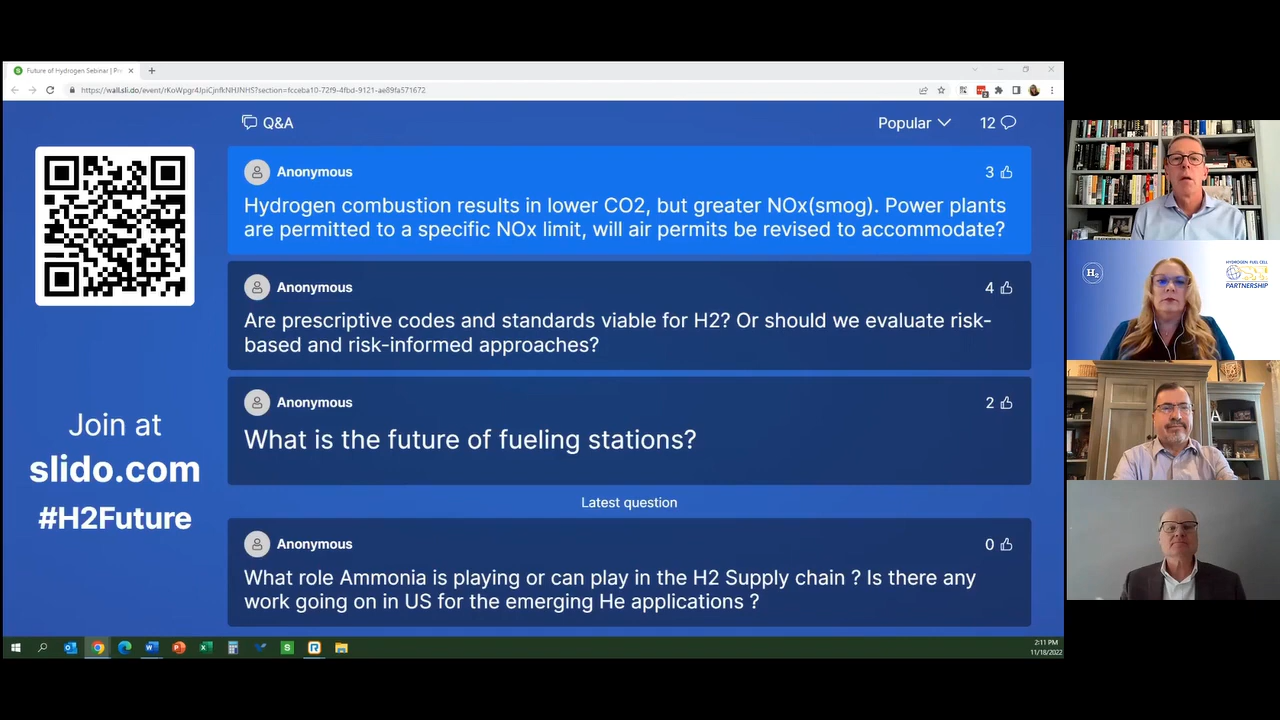 Future of Hydrogen Sebinar | Pre
https://wall.sli.do/event/rKoWpgr4JpiCjnfkNHJNHS?section=fcceba10-72f9-4fbd-9121-ae89fa571672
Q&A
Popular
12
Anonymous
3
Hydrogen combustion results in lower CO2, but greater NOx(smog). Power plants
are permitted to a specific NOx limit, will air permits be revised to accommodate?
Anonymous
4
Are prescriptive codes and standards viable for H2? Or should we evaluate risk-
based and risk-informed approaches?
Anonymous
2
What is the future of fueling stations?
Join at
slido.com
#H2Future
Latest question
Anonymous
0
What role Ammonia is playing or can play in the H2 Supply chain ? Is there any
work going on in US for the emerging He applications ?
2:11 PM
11/18/2022
H2
HYDROGEN FUEL CELL
PARTNERSHIP